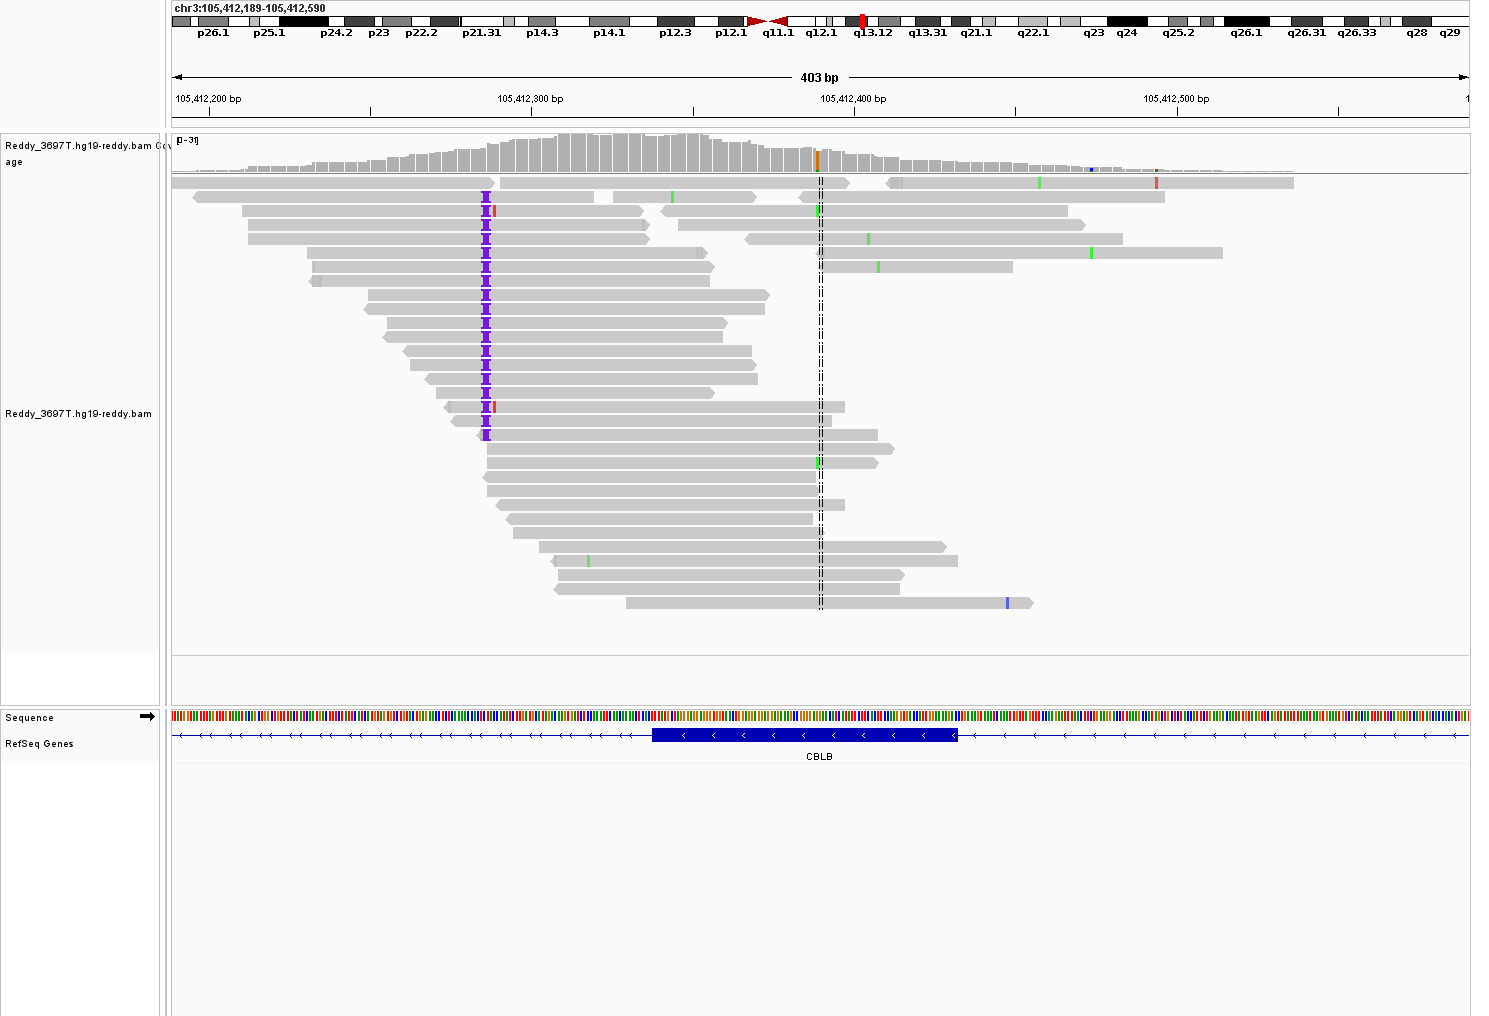 chr3:105,412,189-105,412,590
p26.1 p25.1 p24.2 p23 p22.2 p21.31 p14.3 p14.1 p12.3 p12.1 q11.1 q12.1 q13.12 q13.31 q21.1 q22.1 q23 q24 q25.2 q26.1 q26.31 q26.33 q28 q29
403 bp
105,412,200 bp 105,412,300 bp 105,412,400 bp 105,412,500 bp 1
Reddy_3697T.hg19-reddy.bam Cov
age
[0-31]
Reddy_3697T.hg19-reddy.bam
Sequence
RefSeq Genes
CBLB